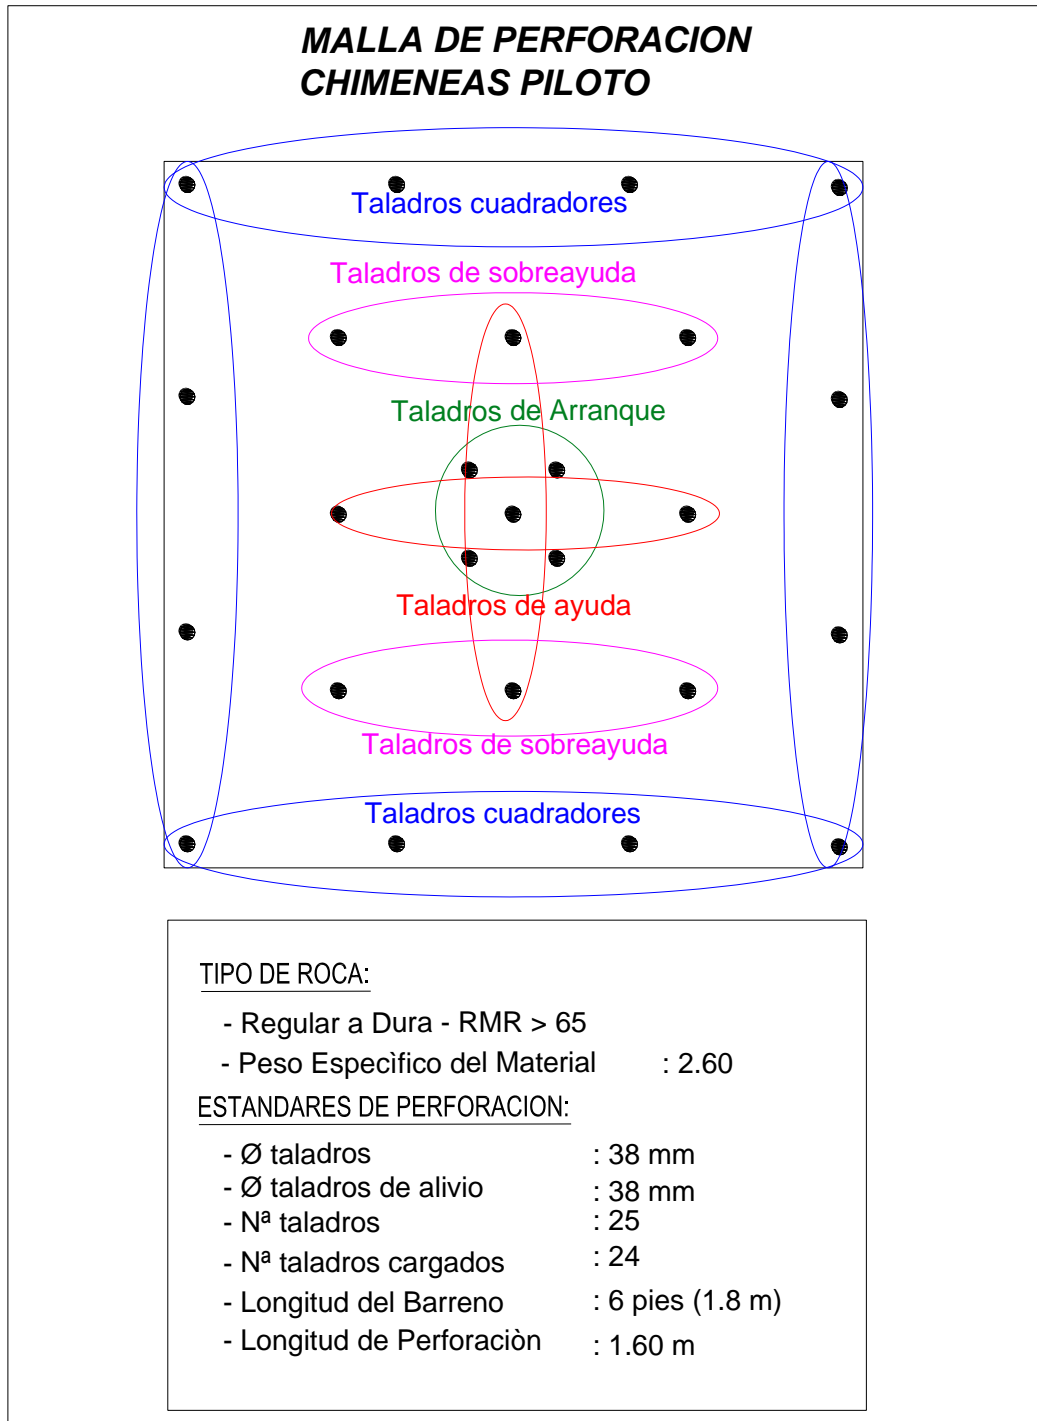 MALLA DE PERFORACION
CHIMENEAS PILOTO
Taladros cuadradores
Taladros de sobreayuda
Taladros de Arranque
Taladros de ayuda
Taladros de sobreayuda
Taladros cuadradores
TIPO DE ROCA:
- Regular a Dura - RMR > 65
- Peso Especìfico del Material : 2.60
ESTANDARES DE PERFORACION:
- Ø taladros : 38 mm
- Ø taladros de alivio : 38 mm
- Nª taladros : 25
- Nª taladros cargados : 24
- Longitud del Barreno : 6 pies (1.8 m)
- Longitud de Perforaciòn : 1.60 m